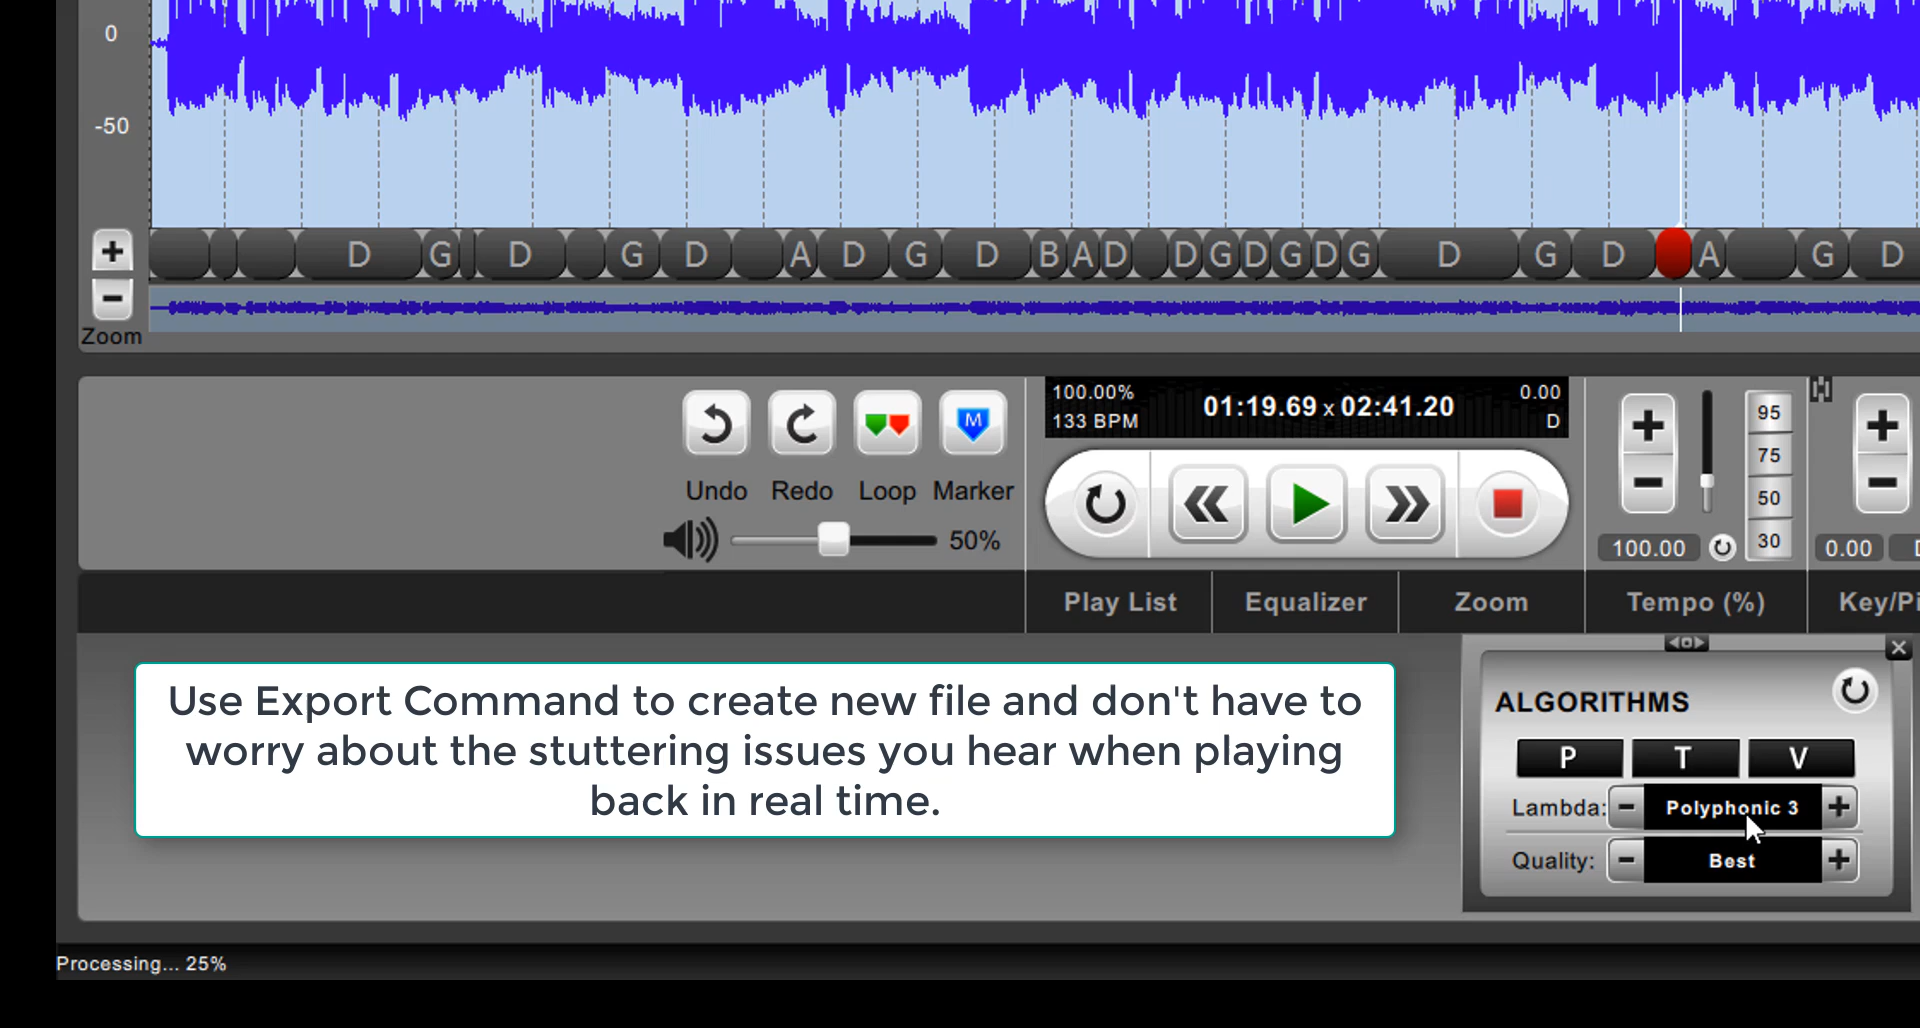 0
-50
D G D G D A D G D B A D D G D G D G D G D A G D
Zoom
Undo Redo Loop Marker
50%
100.00%
133 BPM
01:19.69 x 02:41.20
0.00
D
95
75
50
30
100.00
0.00
Play List Equalizer Zoom Tempo (%) Key/Pi
Use Export Command to create new file and don't have to
worry about the stuttering issues you hear when playing
back in real time.
ALGORITHMS
P T V
Lambda: - Polyphonic 3 +
Quality: - Best +
Processing... 25%